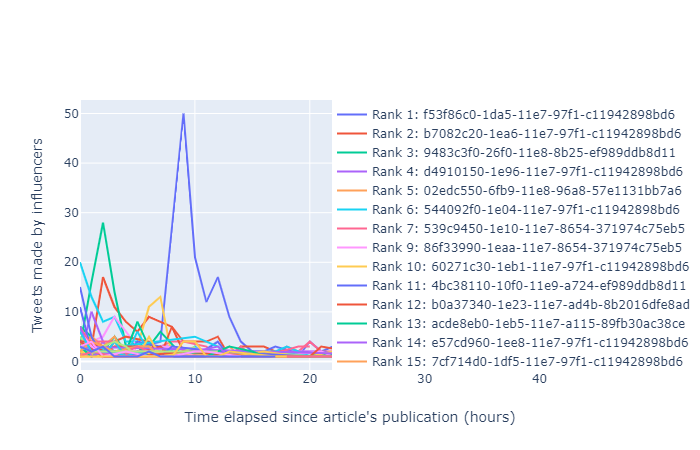 Tweets made by influencers
50
40
30
20
10
0
0
10
20
30
40
Time elapsed since article's publication (hours)
Rank 1: f53f86c0-1da5-11e7-97f1-c11942898bd6
Rank 2: b7082c20-1ea6-11e7-97f1-c11942898bd6
Rank 3: 9483c3f0-26f0-11e8-8b25-ef989ddb8d11
Rank 4: d4910150-1e96-11e7-97f1-c11942898bd6
Rank 5: 02edc550-6fb9-11e8-96a8-57e1131bb7a6
Rank 6: 544092f0-1e04-11e7-97f1-c11942898bd6
Rank 7: 539c9450-1e10-11e7-8654-371974c75eb5
Rank 9: 86f33990-1eaa-11e7-8654-371974c75eb5
Rank 10: 60271c30-1eb1-11e7-97f1-c11942898bd6
Rank 11: 4bc38110-10f0-11e9-a724-ef989ddb8d11
Rank 12: b0a37340-1e23-11e7-ad4b-8b2016dfe8ad
Rank 13: acde8eb0-1eb5-11e7-a115-89fb30ac38ce
Rank 14: e57cd960-1ee8-11e7-97f1-c11942898bd6
Rank 15: 7cf714d0-1df5-11e7-97f1-c11942898bd6